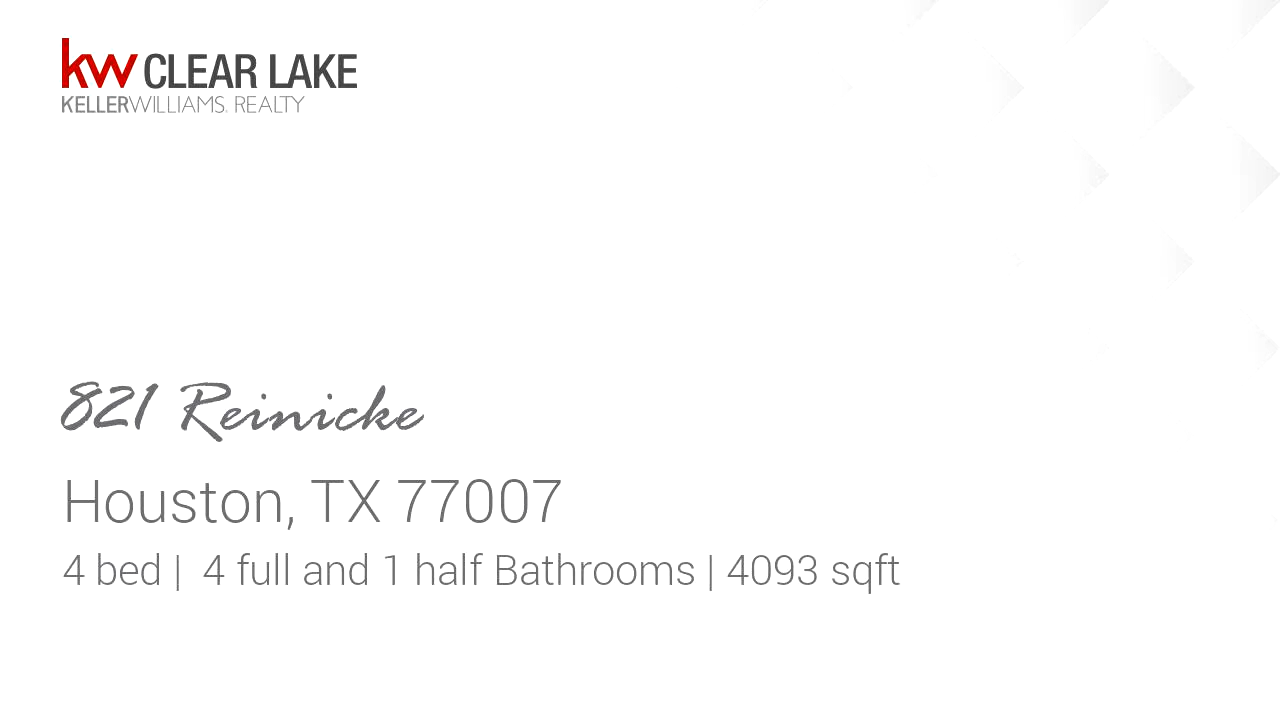 kw CLEAR LAKE
KELLERWILLIAMS. REALTY
821 Reinicke
Houston, TX 77007
4 bed | 4 full and 1 half Bathrooms | 4093 sqft